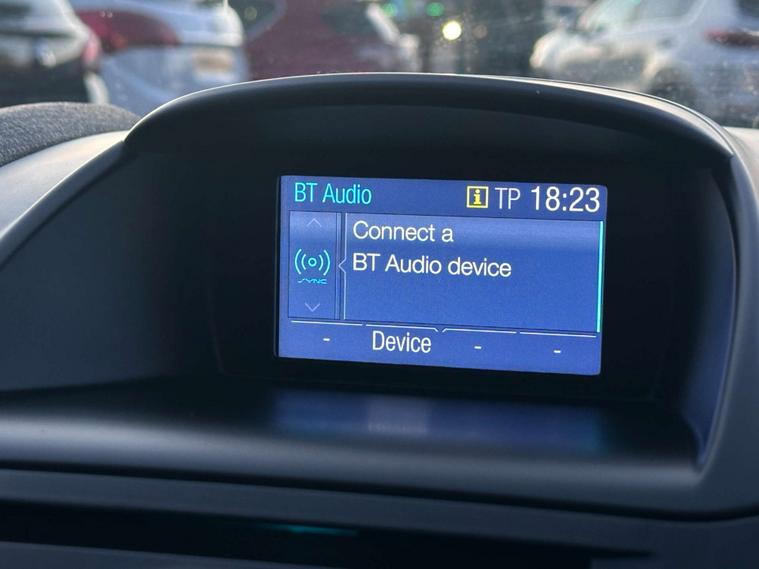 BT Audio
i TP 18:23
Connect a
BT Audio device
SYNC
- Device - -